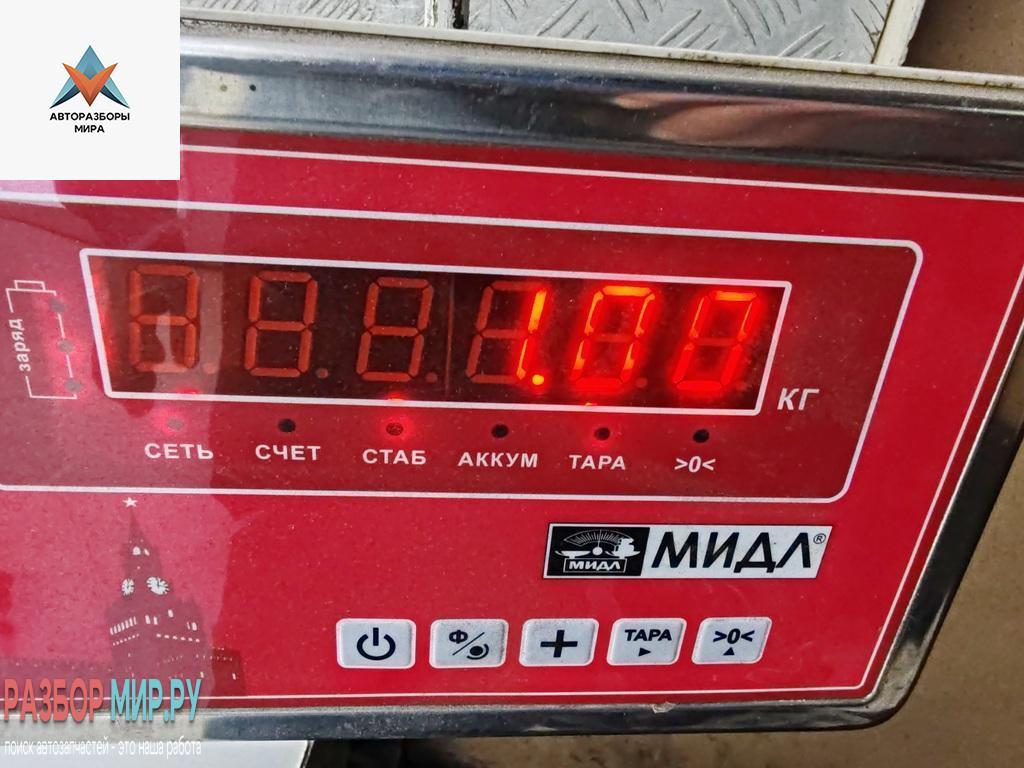 АВТОРАЗБОРЫ
МИРА
заряд
1.00
КГ
СЕТЬ СЧЕТ СТАБ АККУМ ТАРА >0<
МИДЛ МИДЛ®
Ф ТАРА >0<
РАЗБОР МИР.РУ
поиск автозапчастей - это наша работа